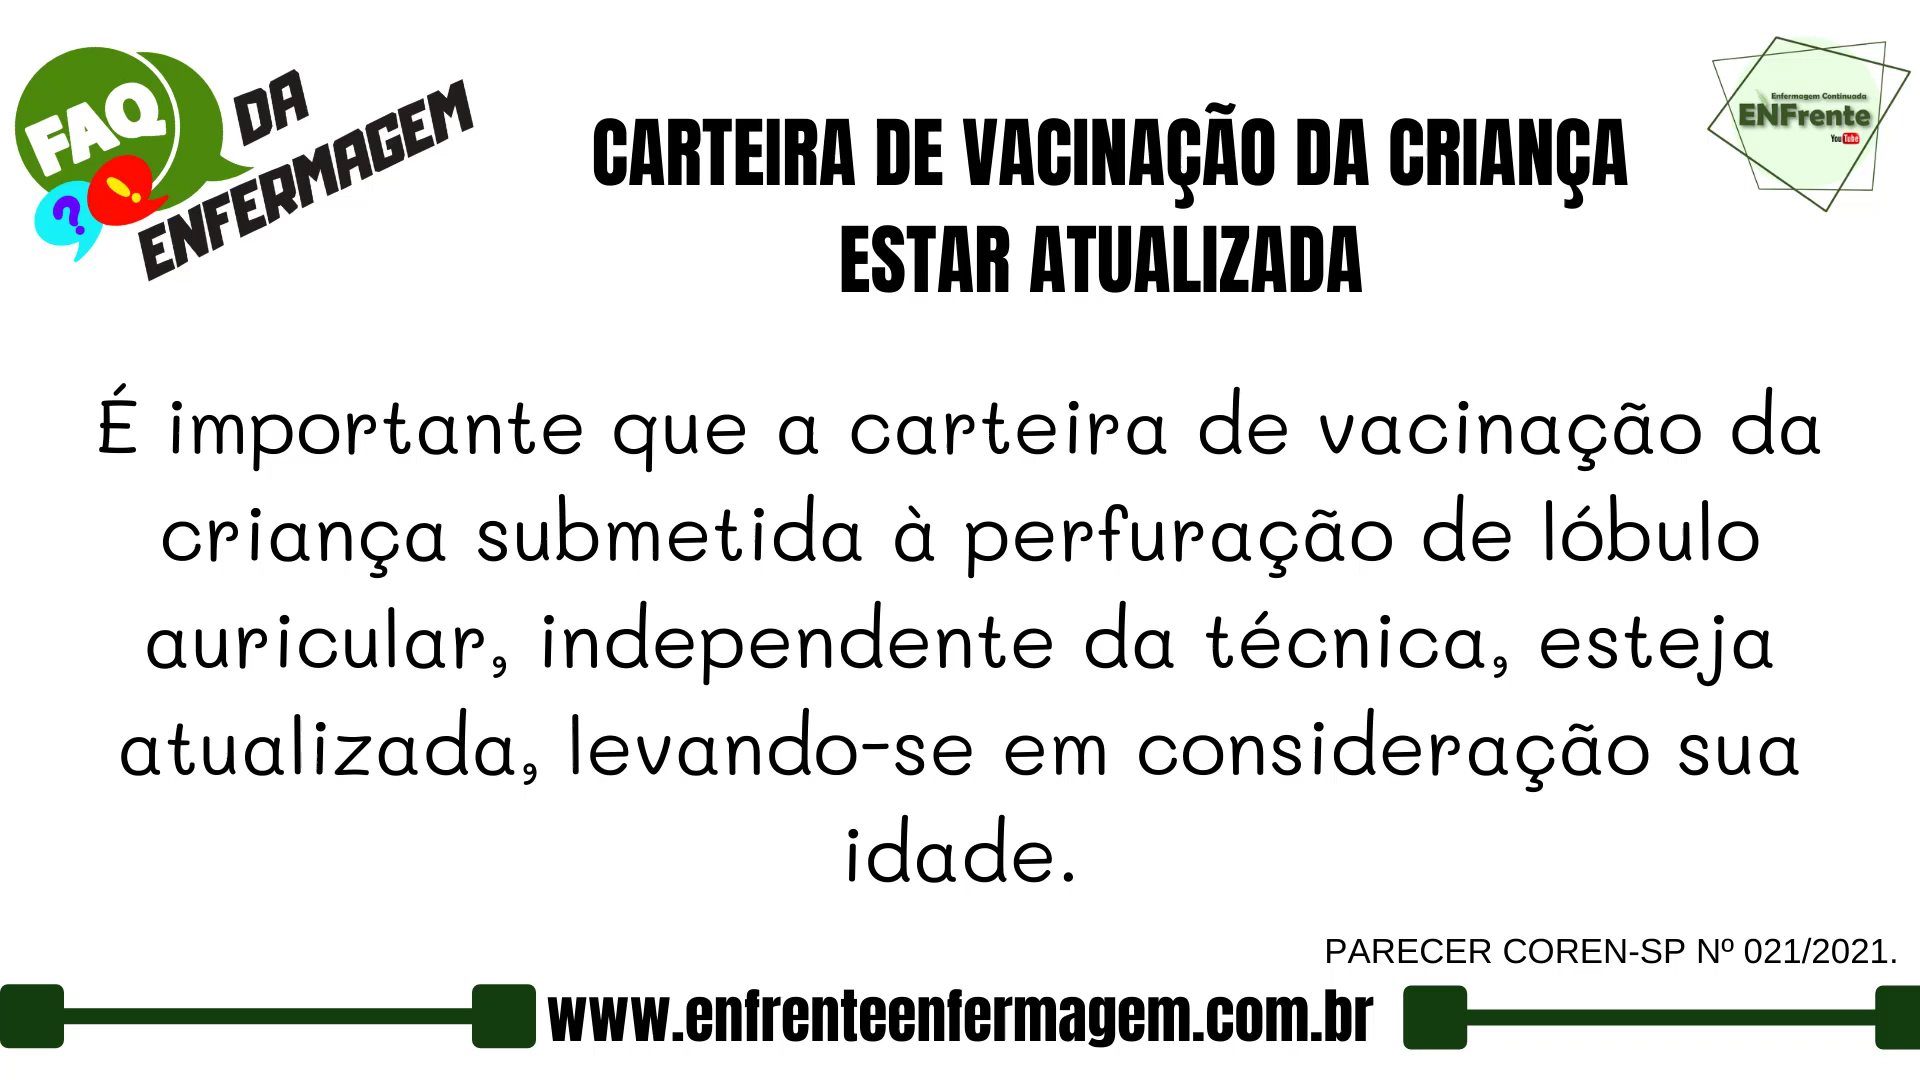 FAQ
DA
ENFERMAGEM
?
!
CARTEIRA DE VACINAÇÃO DA CRIANÇA
ESTAR ATUALIZADA
Enfermagem Continuada
ENFrente
YouTube
É importante que a carteira de vacinação da
criança submetida à perfuração de lóbulo
auricular, independente da técnica, esteja
atualizada, levando-se em consideração sua
idade.
PARECER COREN-SP Nº 021/2021.
www.enfrenteenfermagem.com.br